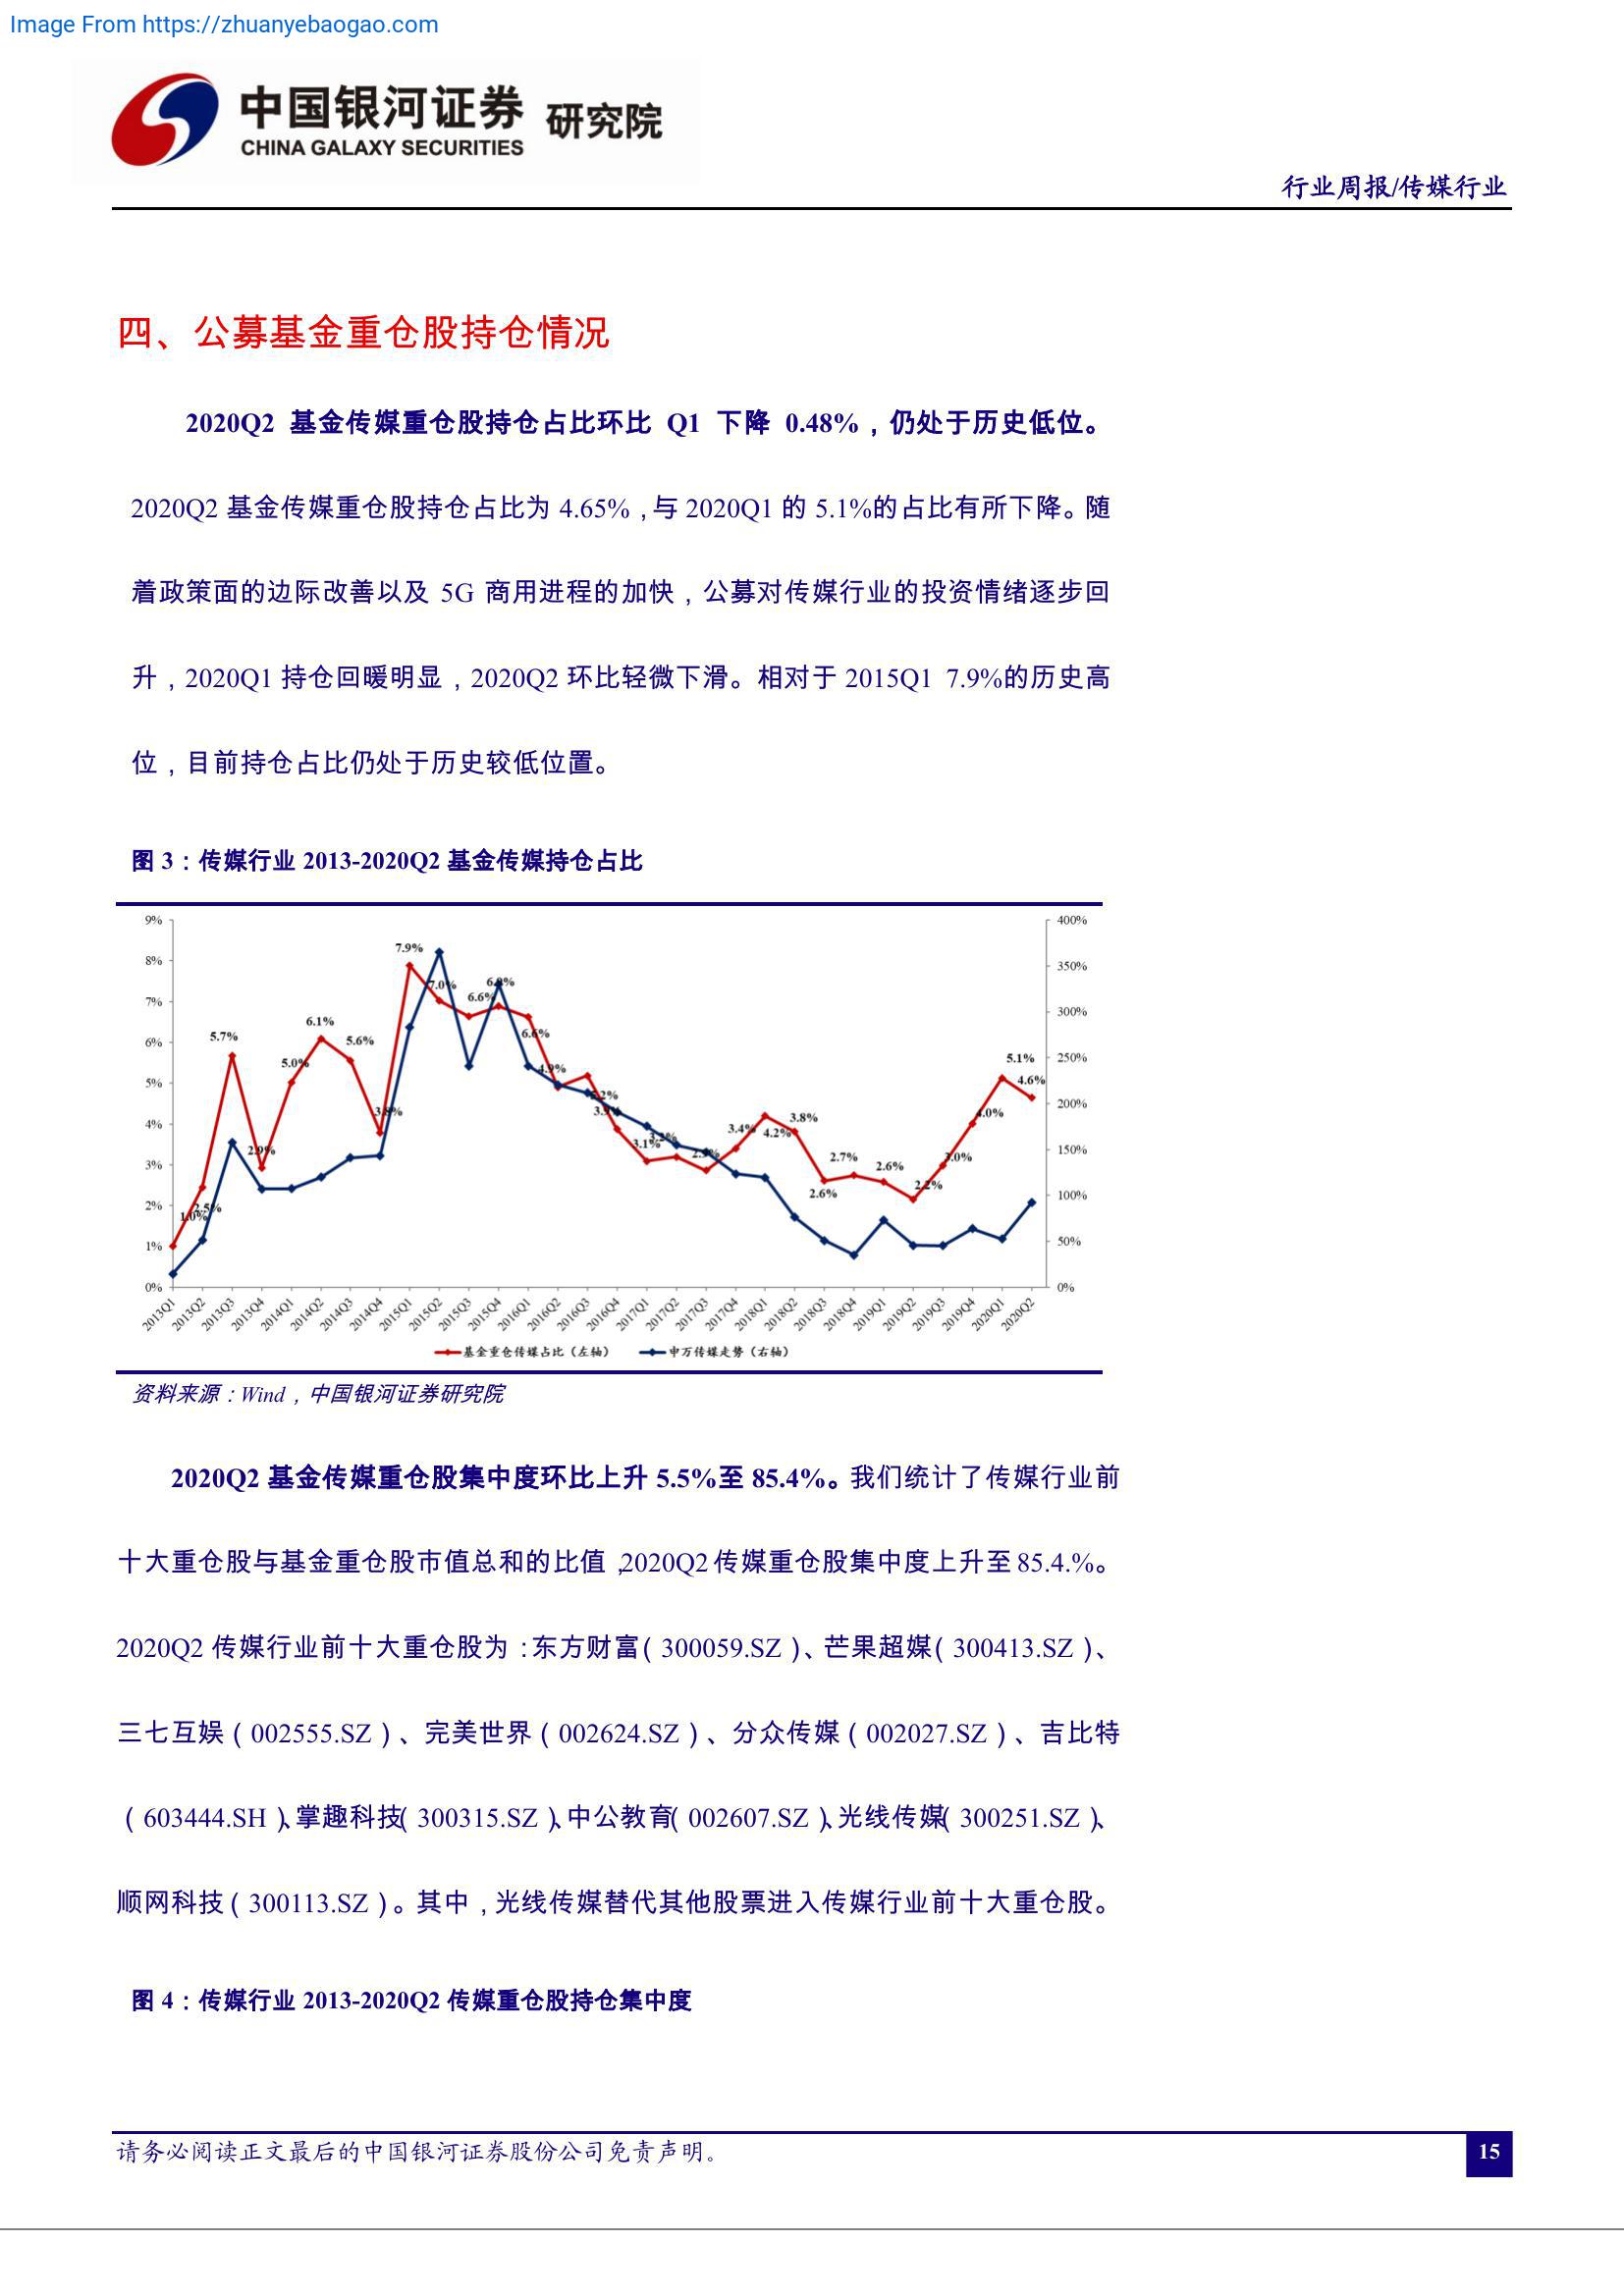 Image From https://zhuanyebaogao.com
中国银河证券 研究院
CHINA GALAXY SECURITIES
行业周报/传媒行业
四、公募基金重仓股持仓情况
2020Q2 基金传媒重仓股持仓占比环比 Q1 下降 0.48%，仍处于历史低位。
2020Q2 基金传媒重仓股持仓占比为 4.65%，与 2020Q1 的 5.1%的占比有所下降。随
着政策面的边际改善以及 5G 商用进程的加快，公募对传媒行业的投资情绪逐步回
升，2020Q1 持仓回暖明显，2020Q2 环比轻微下滑。相对于 2015Q1 7.9%的历史高
位，目前持仓占比仍处于历史较低位置。
图 3：传媒行业 2013-2020Q2 基金传媒持仓占比
9%
8%
7%
6%
5%
4%
3%
2%
1%
0%
400%
350%
300%
250%
200%
150%
100%
50%
0%
1.0%
2.5%
5.7%
2.9%
5.0%
6.1%
5.6%
3.8%
7.9%
7.0%
6.6%
6.6%
4.9%
3.1%
3.4%
4.2%
3.8%
2.6%
2.7%
2.6%
2.2%
3.0%
4.0%
5.1%
4.6%
2013Q1 2013Q2 2013Q3 2013Q4 2014Q1 2014Q2 2014Q3 2014Q4 2015Q1 2015Q2 2015Q3 2015Q4 2016Q1 2016Q2 2016Q3 2016Q4 2017Q1 2017Q2 2017Q3 2017Q4 2018Q1 2018Q2 2018Q3 2018Q4 2019Q1 2019Q2 2019Q3 2019Q4 2020Q1 2020Q2
基金重仓传媒占比（左轴） 申万传媒走势（右轴）
资料来源：Wind，中国银河证券研究院
2020Q2 基金传媒重仓股集中度环比上升 5.5%至 85.4%。我们统计了传媒行业前
十大重仓股与基金重仓股市值总和的比值，2020Q2 传媒重仓股集中度上升至 85.4.%。
2020Q2 传媒行业前十大重仓股为：东方财富（300059.SZ）、芒果超媒（300413.SZ）、
三七互娱（002555.SZ）、完美世界（002624.SZ）、分众传媒（002027.SZ）、吉比特
（603444.SH）、掌趣科技（300315.SZ）、中公教育（002607.SZ）、光线传媒（300251.SZ）、
顺网科技（300113.SZ）。其中，光线传媒替代其他股票进入传媒行业前十大重仓股。
图 4：传媒行业 2013-2020Q2 传媒重仓股持仓集中度
请务必阅读正文最后的中国银河证券股份公司免责声明。
15